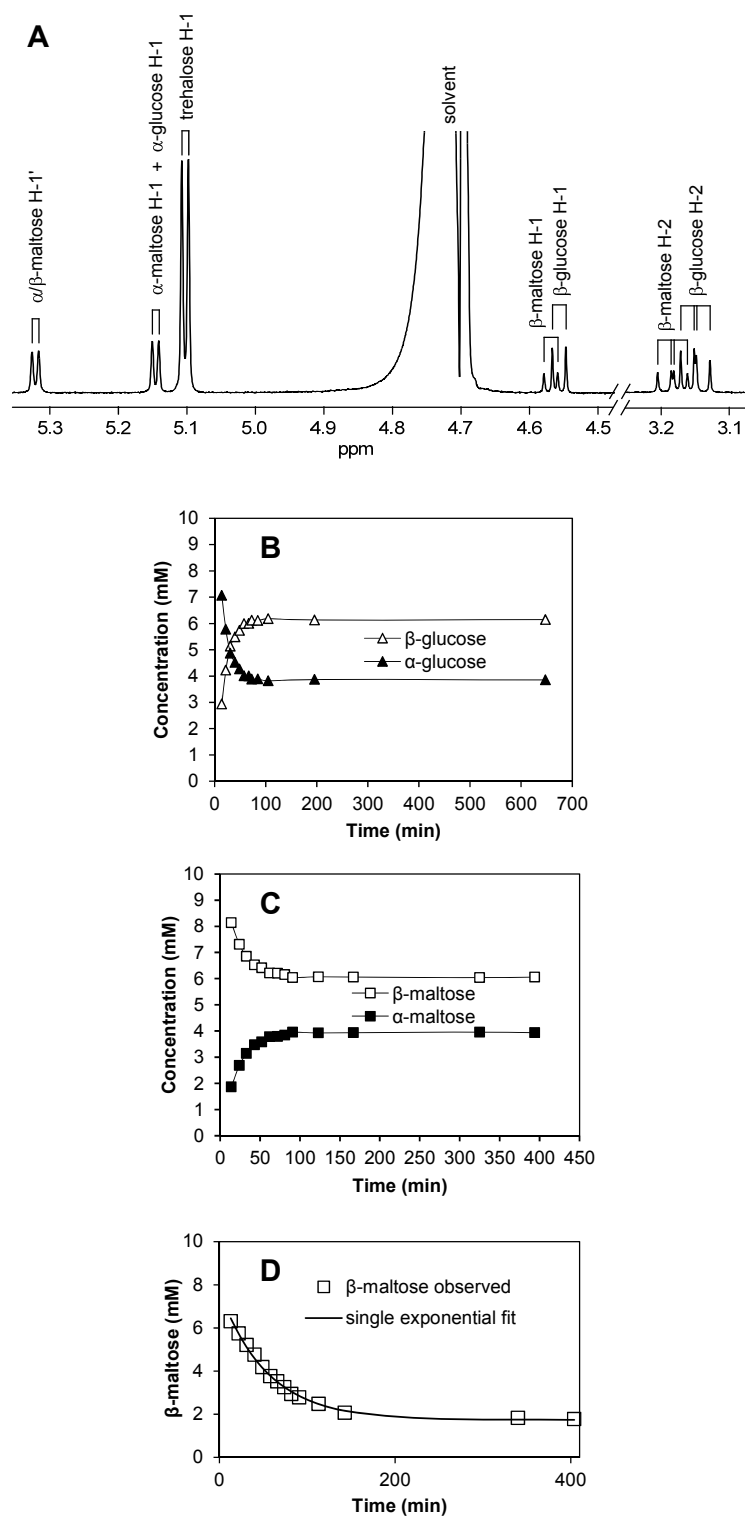 A
α/β-maltose H-1'
α-maltose H-1 + α-glucose H-1
trehalose H-1
solvent
β-maltose H-1
β-glucose H-1
β-maltose H-2
β-glucose H-2
5.3 5.2 5.1 5.0 4.9 4.8 4.7 4.6 4.5 3.2 3.1
ppm
B
Concentration (mM)
10
9
8
7
6
5
4
3
2
1
0
β-glucose
α-glucose
0 100 200 300 400 500 600 700
Time (min)
C
Concentration (mM)
10
9
8
7
6
5
4
3
2
1
0
β-maltose
α-maltose
0 50 100 150 200 250 300 350 400 450
Time (min)
D
β-maltose (mM)
10
8
6
4
2
0
β-maltose observed
single exponential fit
0 200 400
Time (min)